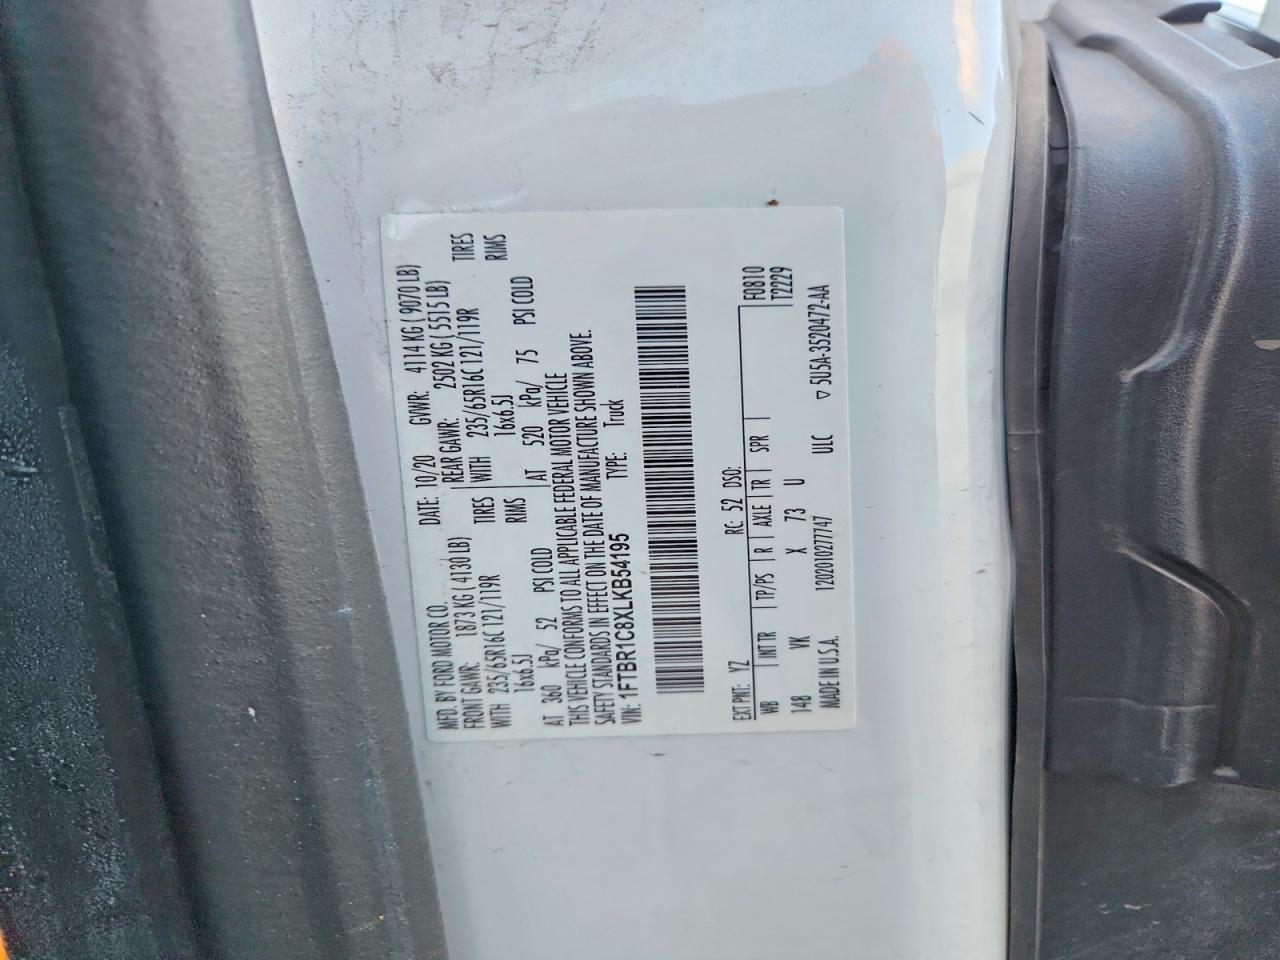 MFD. BY FORD MOTOR CO. DATE: 10/20 GVWR: 4114 KG ( 9070 LB)
FRONT GAWR: 1873 KG ( 4130 LB) REAR GAWR: 2502 KG ( 5515 LB)
WITH 235/65R16C 121/119R TIRES WITH 235/65R16C 121/119R TIRES
16x6.5J RIMS 16x6.5J RIMS
AT 360 kPa/ 52 PSI COLD AT 520 kPa/ 75 PSI COLD
THIS VEHICLE CONFORMS TO ALL APPLICABLE FEDERAL MOTOR VEHICLE
SAFETY STANDARDS IN EFFECT ON THE DATE OF MANUFACTURE SHOWN ABOVE.
VIN: 1FTBR1C8XLKB54195 TYPE: Truck
EXT PNT: YZ RC: 52 DSO: F0810
WB INT TR TP/PS R AXLE TR SPR T2229
148 VK X 73 U
MADE IN U.S.A. 12020102777​47 ULC ▽ 5U5A-3520472-AA